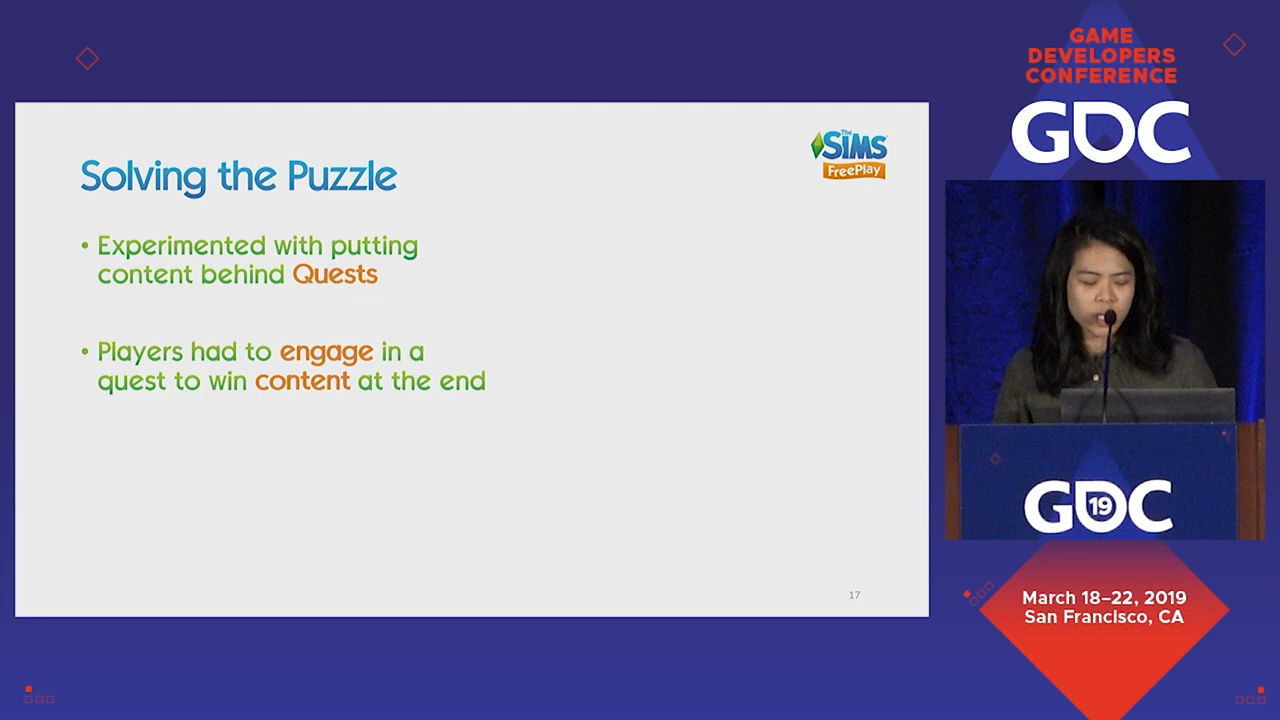 GAME
DEVELOPERS
CONFERENCE
GDC
The
SiMS
FreePlay
Solving the Puzzle
• Experimented with putting
content behind Quests
• Players had to engage in a
quest to win content at the end
17
GDC
19
March 18–22, 2019
San Francisco, CA